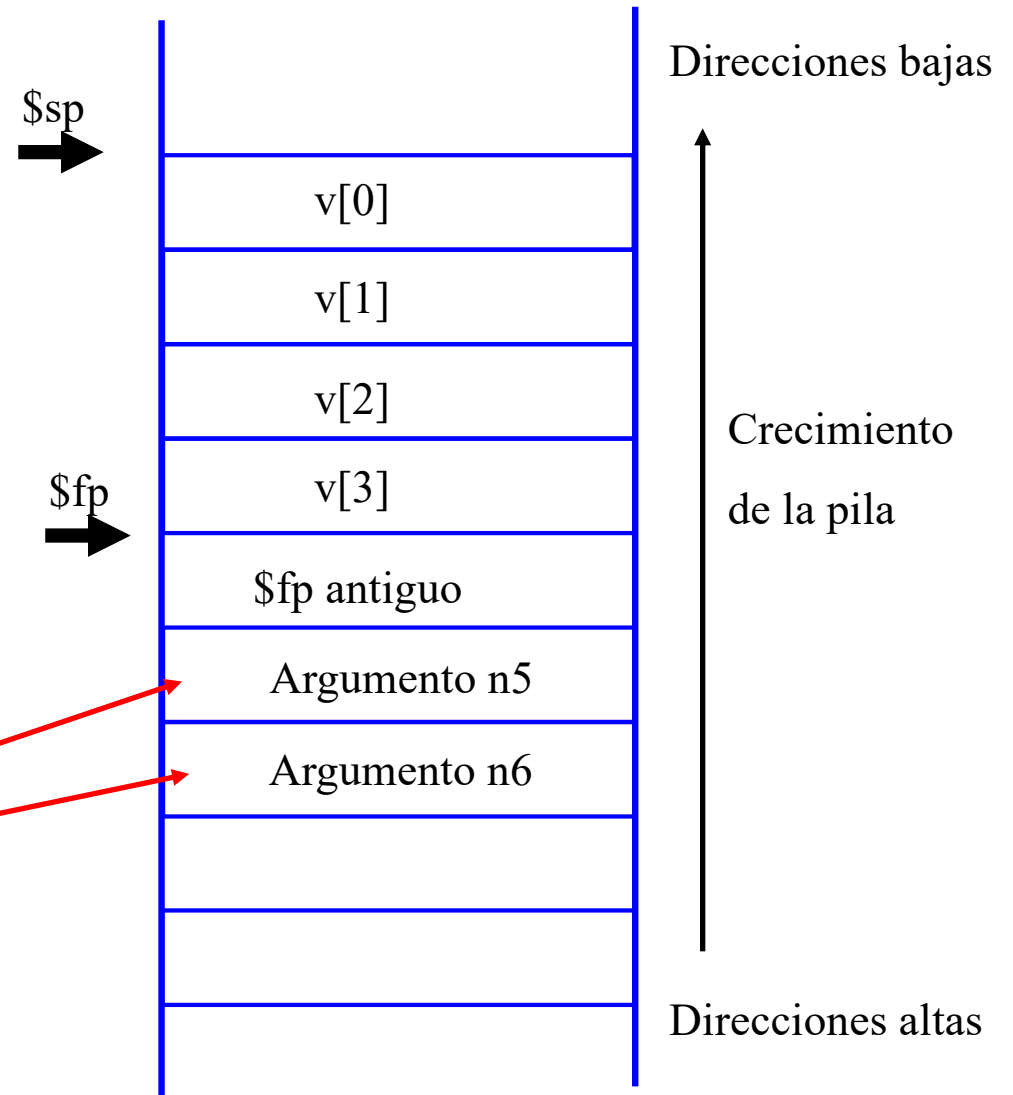 Direcciones bajas
$sp
v[0]
v[1]
v[2]
Crecimiento
$fp
v[3]
de la pila
$fp antiguo
Argumento n5
Argumento n6
Direcciones altas